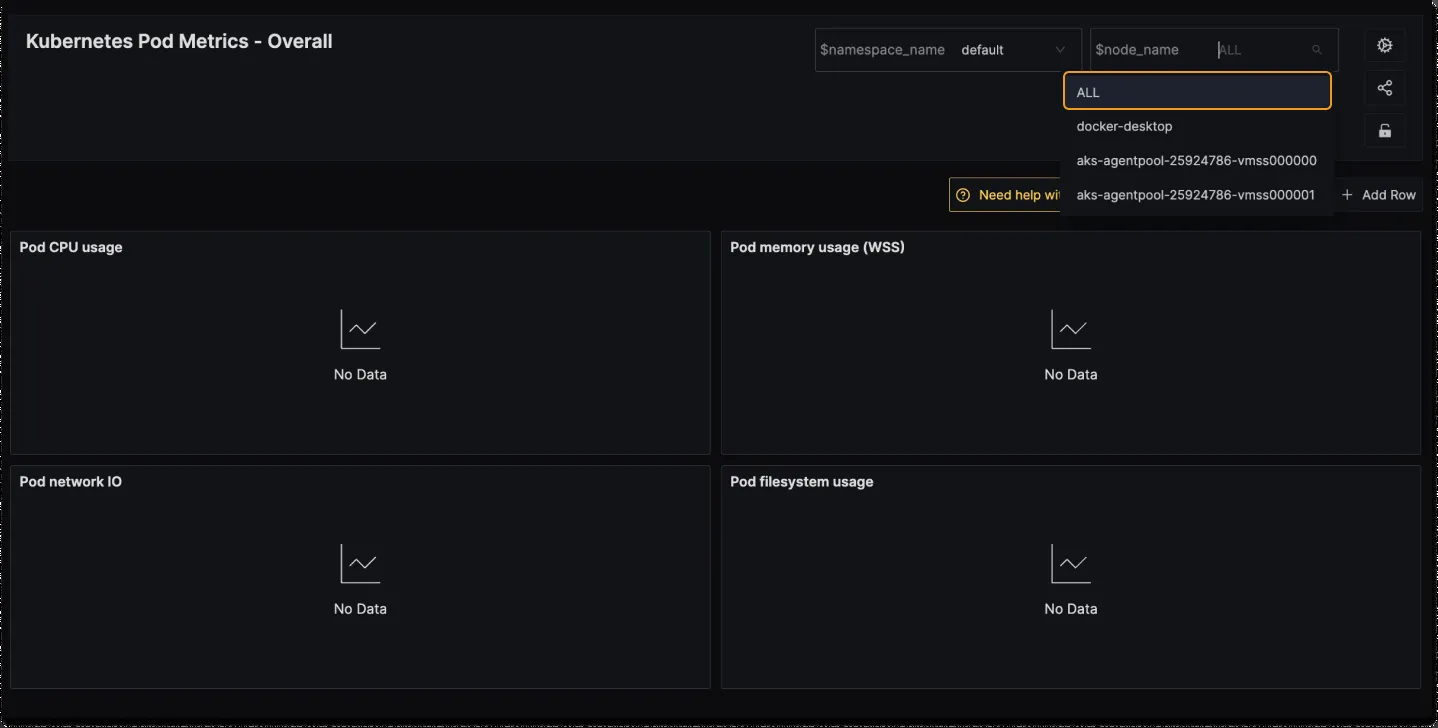 Kubernetes Pod Metrics - Overall
$namespace_name default
$node_name ALL
ALL
docker-desktop
aks-agentpool-25924786-vmss000000
aks-agentpool-25924786-vmss000001
Need help
+ Add Row
Pod CPU usage
No Data
Pod memory usage (WSS)
No Data
Pod network IO
No Data
Pod filesystem usage
No Data